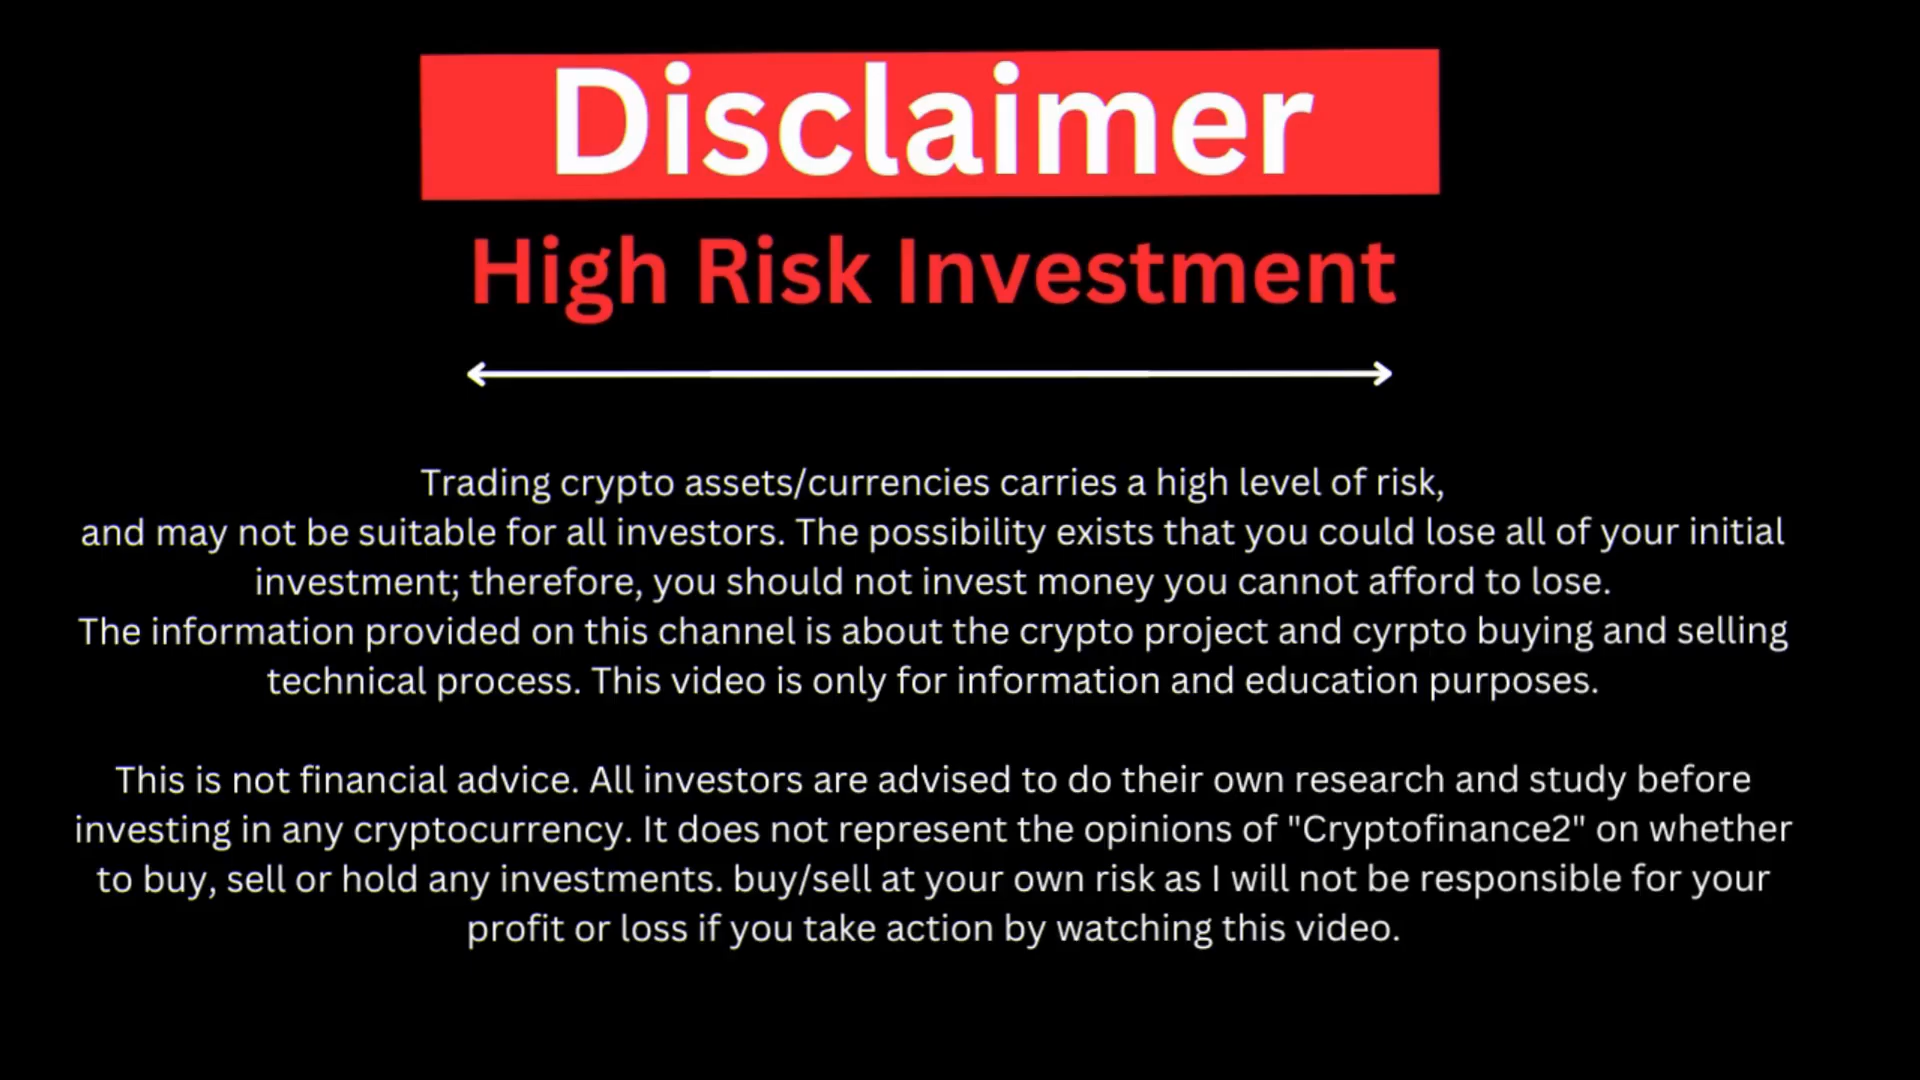 Disclaimer
High Risk Investment
Trading crypto assets/currencies carries a high level of risk,
and may not be suitable for all investors. The possibility exists that you could lose all of your initial
investment; therefore, you should not invest money you cannot afford to lose.
The information provided on this channel is about the crypto project and cyrpto buying and selling
technical process. This video is only for information and education purposes.
This is not financial advice. All investors are advised to do their own research and study before
investing in any cryptocurrency. It does not represent the opinions of "Cryptofinance2" on whether
to buy, sell or hold any investments. buy/sell at your own risk as I will not be responsible for your
profit or loss if you take action by watching this video.